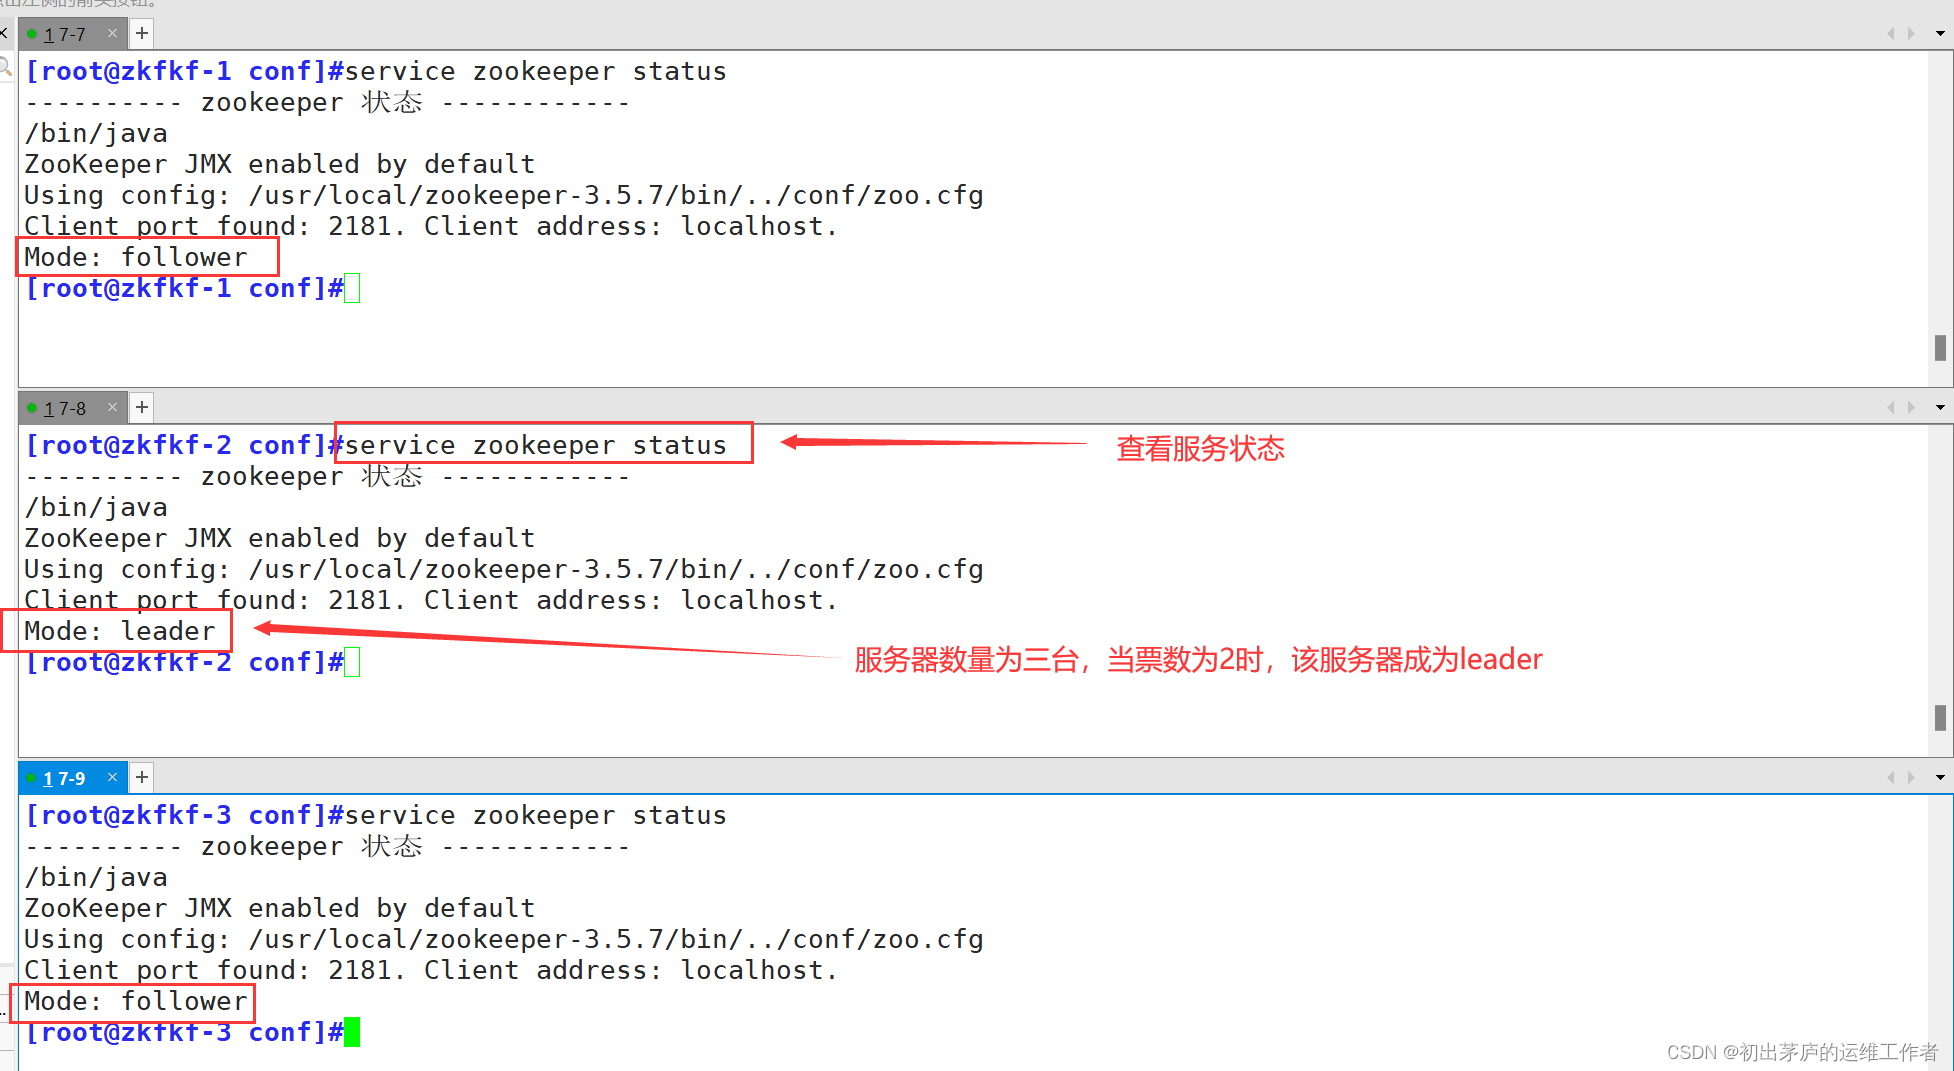 点击左侧的箭头按钮。
1 7-7
[root@zkfkf-1 conf]#service zookeeper status
---------- zookeeper 状态 ------------
/bin/java
ZooKeeper JMX enabled by default
Using config: /usr/local/zookeeper-3.5.7/bin/../conf/zoo.cfg
Client port found: 2181. Client address: localhost.
Mode: follower
[root@zkfkf-1 conf]#
1 7-8
[root@zkfkf-2 conf]#service zookeeper status
查看服务状态
---------- zookeeper 状态 ------------
/bin/java
ZooKeeper JMX enabled by default
Using config: /usr/local/zookeeper-3.5.7/bin/../conf/zoo.cfg
Client port found: 2181. Client address: localhost.
Mode: leader
服务器数量为三台，当票数为2时，该服务器成为leader
[root@zkfkf-2 conf]#
1 7-9
[root@zkfkf-3 conf]#service zookeeper status
---------- zookeeper 状态 ------------
/bin/java
ZooKeeper JMX enabled by default
Using config: /usr/local/zookeeper-3.5.7/bin/../conf/zoo.cfg
Client port found: 2181. Client address: localhost.
Mode: follower
[root@zkfkf-3 conf]#
CSDN @初出茅庐的运维工作者